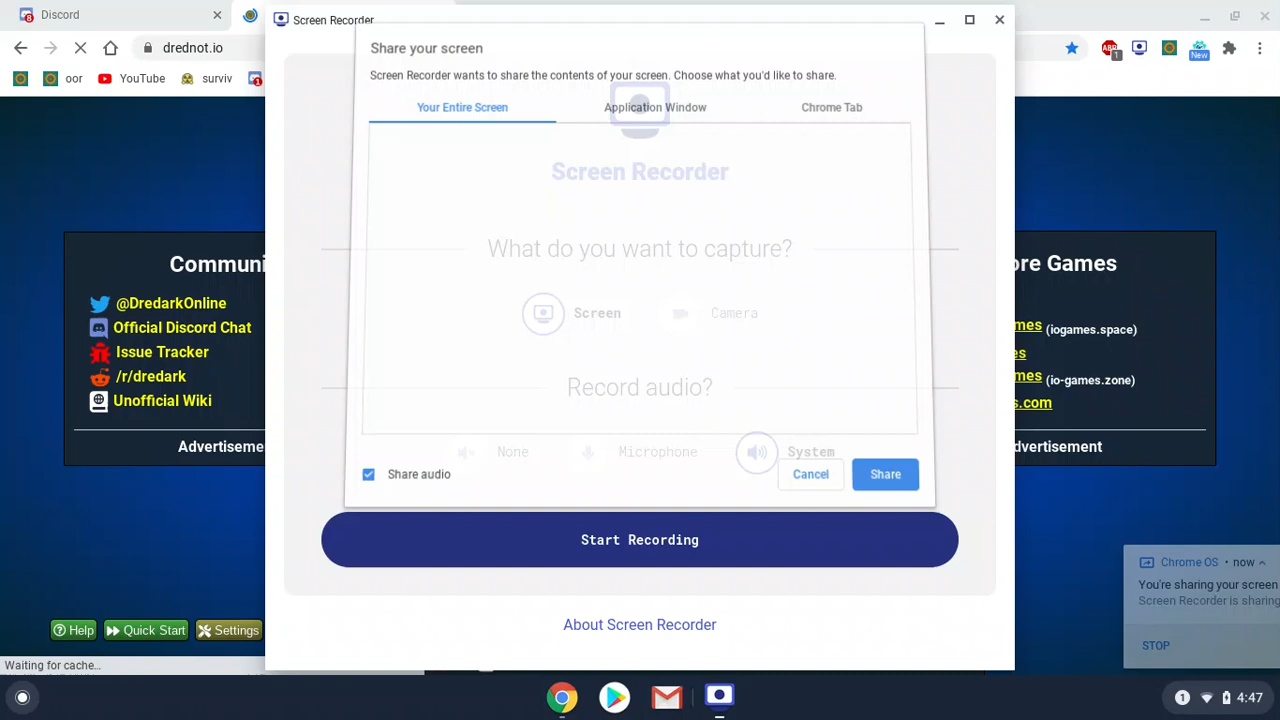 Discord
Screen Recorder
drednot.io
ABP
1
New
oor
YouTube
surviv
1
Share your screen
Screen Recorder wants to share the contents of your screen. Choose what you'd like to share.
Your Entire Screen
Application Window
Chrome Tab
Screen Recorder
What do you want to capture?
Screen
Camera
Record audio?
None
Microphone
System
Share audio
Cancel
Share
Start Recording
About Screen Recorder
Communi
@DredarkOnline
Official Discord Chat
Issue Tracker
/r/dredark
Unofficial Wiki
Advertiseme
ore Games
mes (iogames.space)
es
mes (io-games.zone)
s.com
dvertisement
Help
Quick Start
Settings
Chrome OS • now
You're sharing your screen
Screen Recorder is sharing
STOP
Waiting for cache...
1
4:47